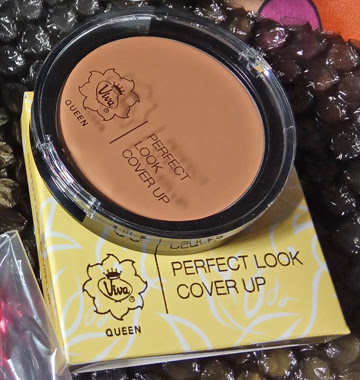 Viva
QUEEN
PERFECT
LOOK
COVER UP
Viva®
QUEEN
PERFECT LOOK
COVER UP